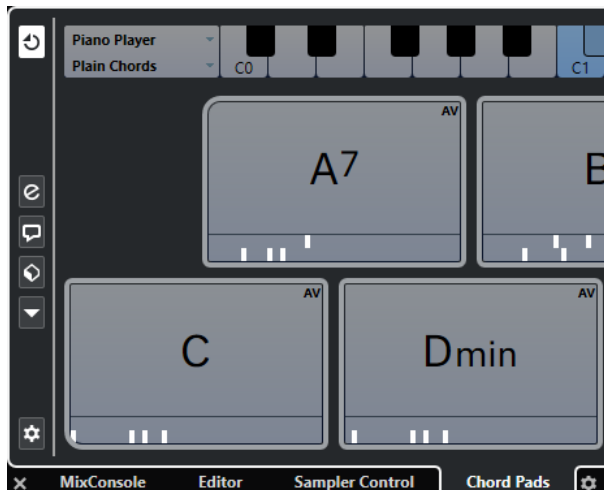 Piano Player
Plain Chords
C0
C1
AV
A7
B
AV
C
AV
Dmin
MixConsole Editor Sampler Control Chord Pads